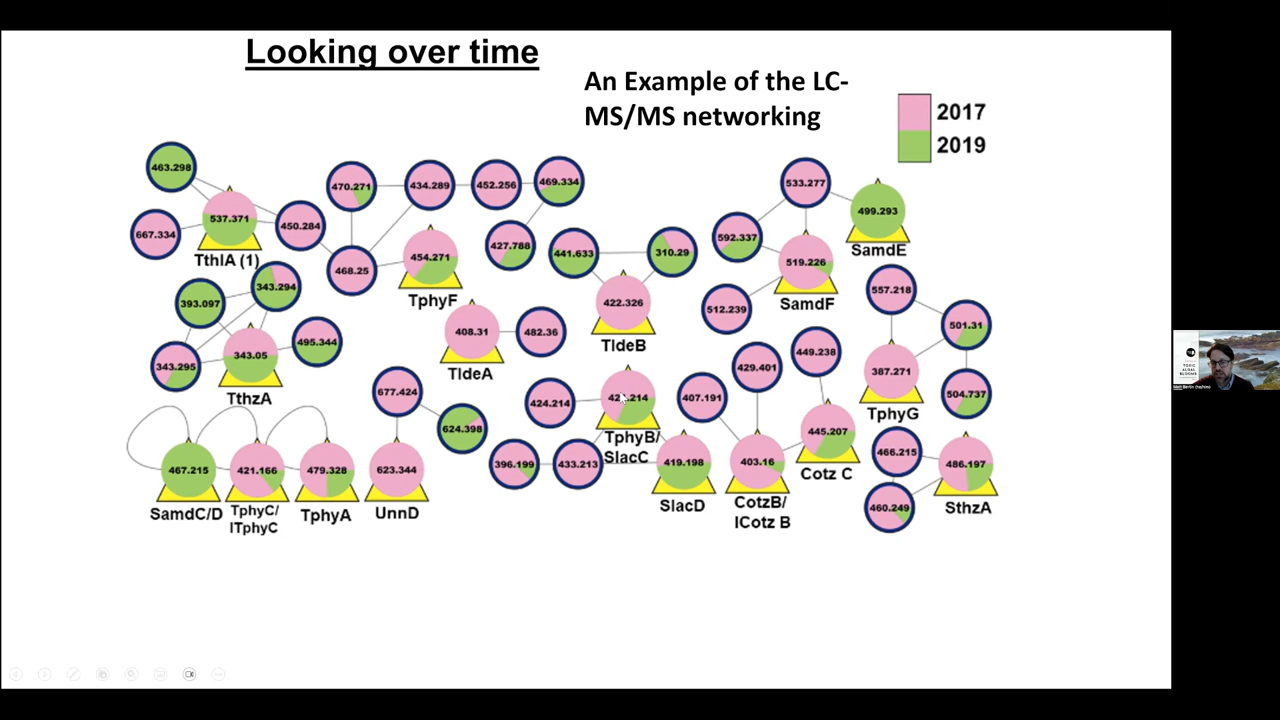 Looking over time
An Example of the LC-
MS/MS networking
2017
2019
463.298
537.371
667.334
450.284
TthlA (1)
470.271
434.289
452.256
469.334
427.788
468.25
454.271
TphyF
441.633
310.29
422.326
TldeB
533.277
499.293
SamdE
592.337
519.226
SamdF
512.239
557.218
501.31
387.271
TphyG
504.737
343.294
393.097
343.05
495.344
343.295
TthzA
408.31
482.36
TldeA
677.424
624.398
623.344
UnnD
424.214
TphyB/
SlacC
396.199
433.213
419.198
SlacD
407.191
429.401
449.238
445.207
Cotz C
403.16
CotzB/
ICotz B
466.215
486.197
460.249
SthzA
467.215
SamdC/D
421.166
TphyC/
ITphyC
479.328
TphyA